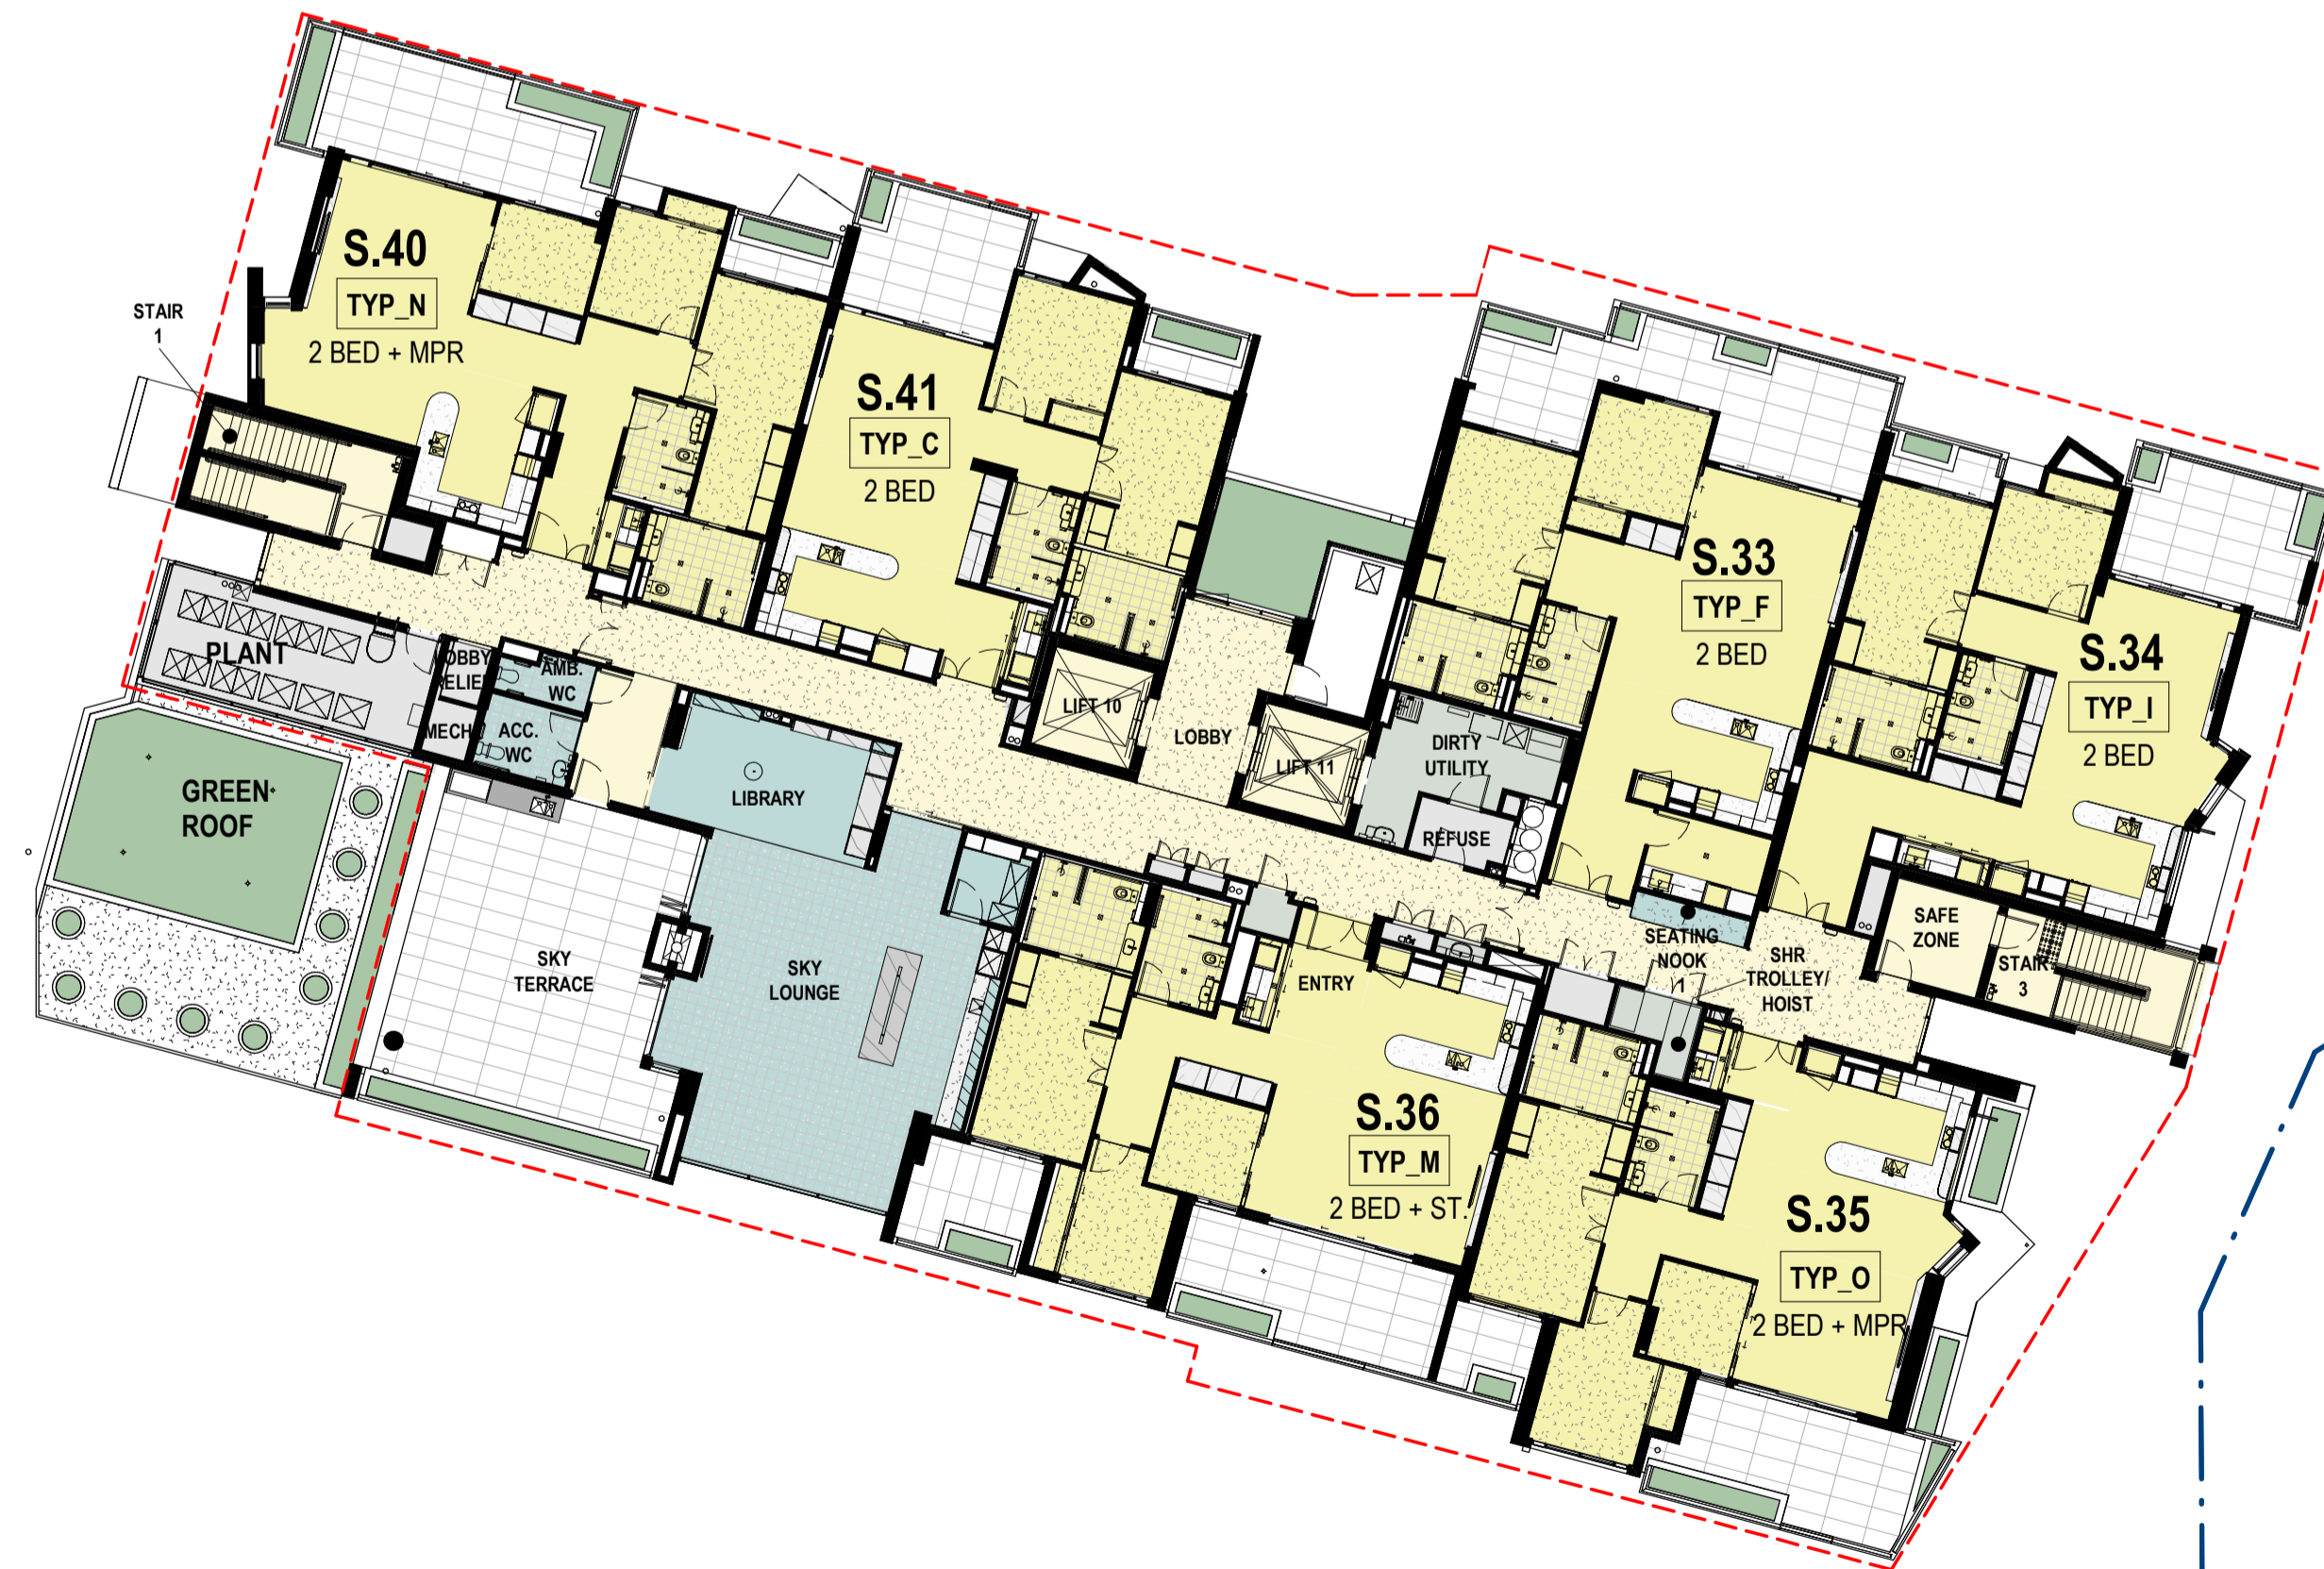 S.40
TYP_N
2 BED + MPR
STAIR
1
S.41
TYP_C
2 BED
S.33
TYP_F
2 BED
S.34
TYP_I
2 BED
PLANT
LOBBY
RELIEF
MECH
AMB.
WC
ACC.
WC
LIFT 10
LOBBY
LIFT 11
DIRTY
UTILITY
REFUSE
LIBRARY
GREEN
ROOF
SKY
TERRACE
SKY
LOUNGE
ENTRY
SEATING
NOOK
1
SHR
TROLLEY/
HOIST
SAFE
ZONE
STAIR
3
S.36
TYP_M
2 BED + ST.
S.35
TYP_O
2 BED + MPR